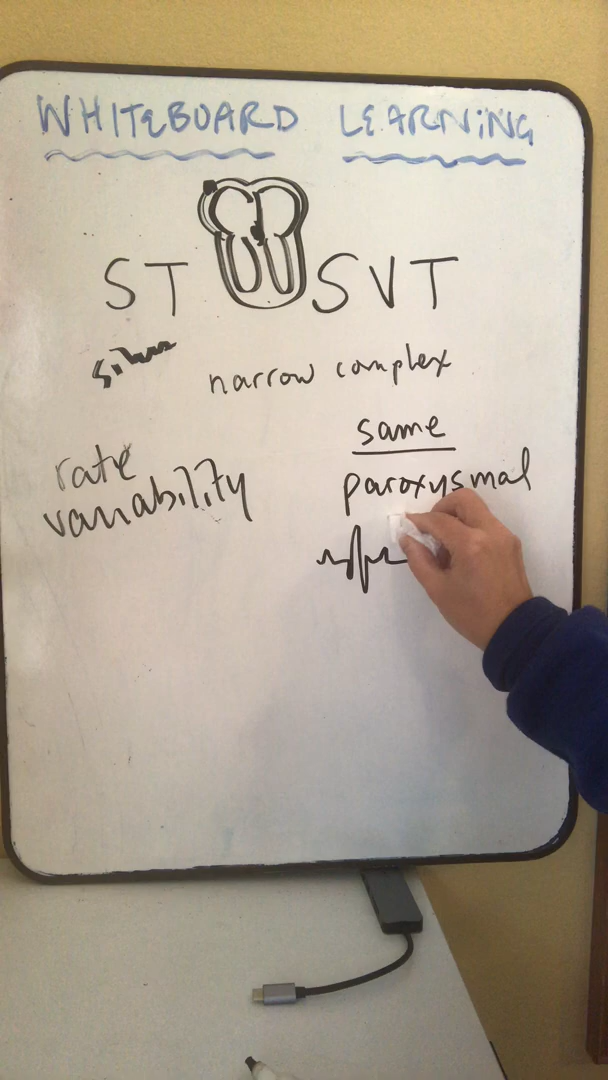 WHITEBOARD LEARNING
ST SVT
narrow complex
same
rate
paroxysmal
variability